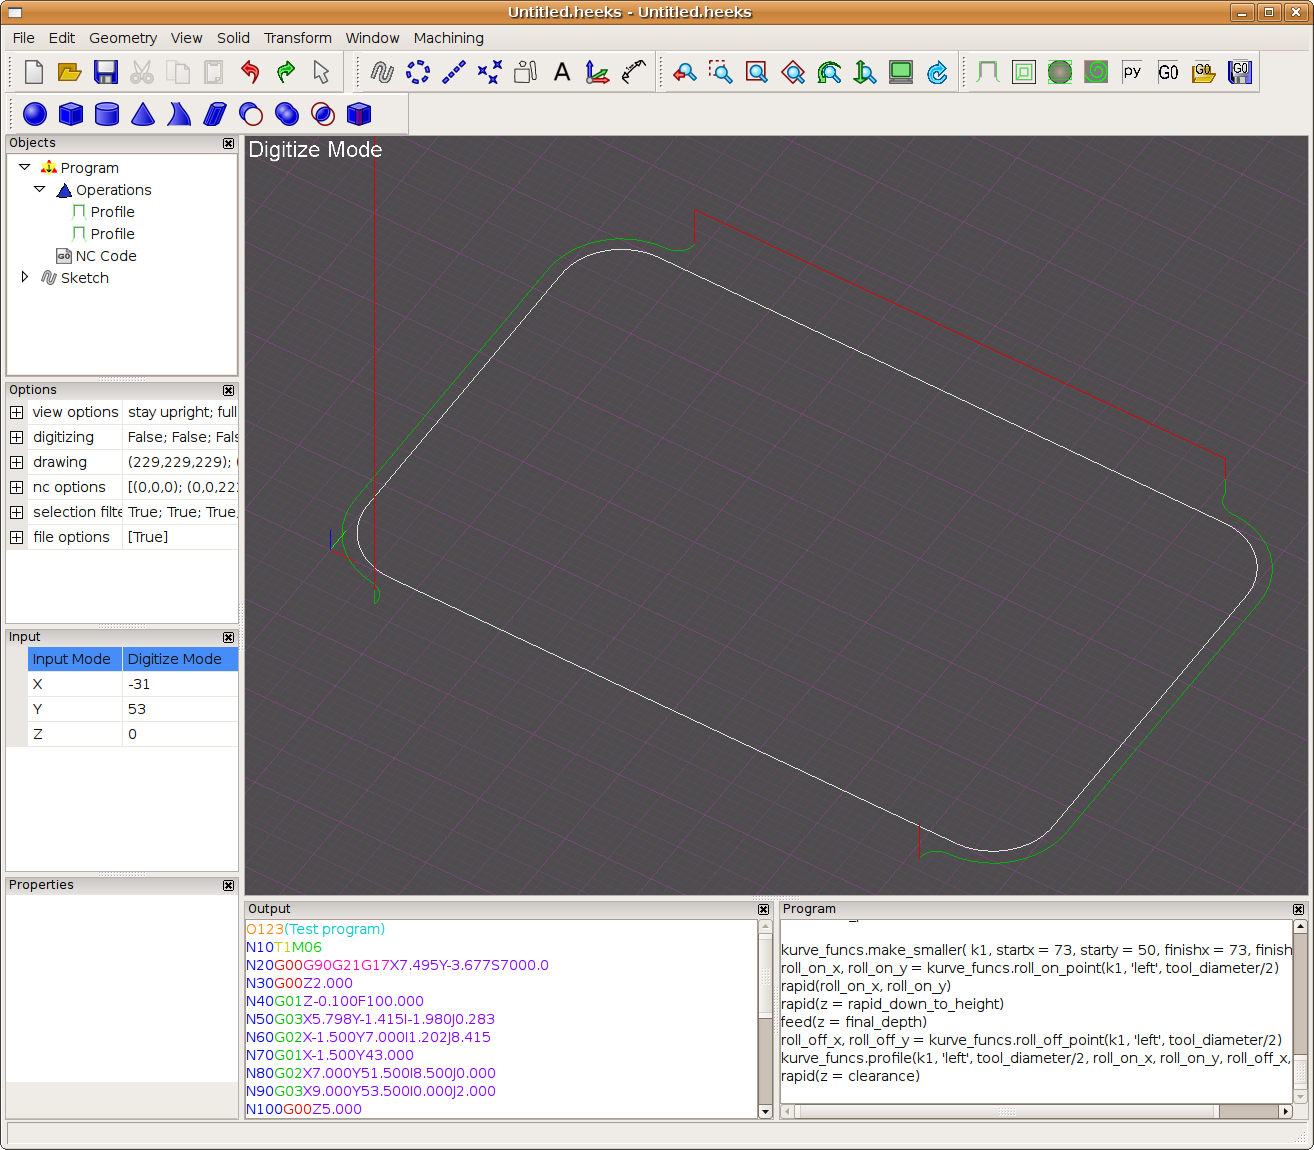 Untitled.heeks - Untitled.heeks
File Edit Geometry View Solid Transform Window Machining
A py G0 G0 G0
Objects
Program
Operations
Profile
Profile
G0 NC Code
Sketch
Options
view options stay upright; full
digitizing False; False; Fals
drawing (229,229,229);
nc options [(0,0,0); (0,0,22
selection filte True; True; True,
file options [True]
Input
Input Mode Digitize Mode
X -31
Y 53
Z 0
Properties
Digitize Mode
Output
O123(Test program)
N10T1M06
N20G00G90G21G17X7.495Y-3.677S7000.0
N30G00Z2.000
N40G01Z-0.100F100.000
N50G03X5.798Y-1.415I-1.980J0.283
N60G02X-1.500Y7.000I1.202J8.415
N70G01X-1.500Y43.000
N80G02X7.000Y51.500I8.500J0.000
N90G03X9.000Y53.500I0.000J2.000
N100G00Z5.000
Program
kurve_funcs.make_smaller( k1, startx = 73, starty = 50, finishx = 73, finish
roll_on_x, roll_on_y = kurve_funcs.roll_on_point(k1, 'left', tool_diameter/2)
rapid(roll_on_x, roll_on_y)
rapid(z = rapid_down_to_height)
feed(z = final_depth)
roll_off_x, roll_off_y = kurve_funcs.roll_off_point(k1, 'left', tool_diameter/2)
kurve_funcs.profile(k1, 'left', tool_diameter/2, roll_on_x, roll_on_y, roll_off_x,
rapid(z = clearance)